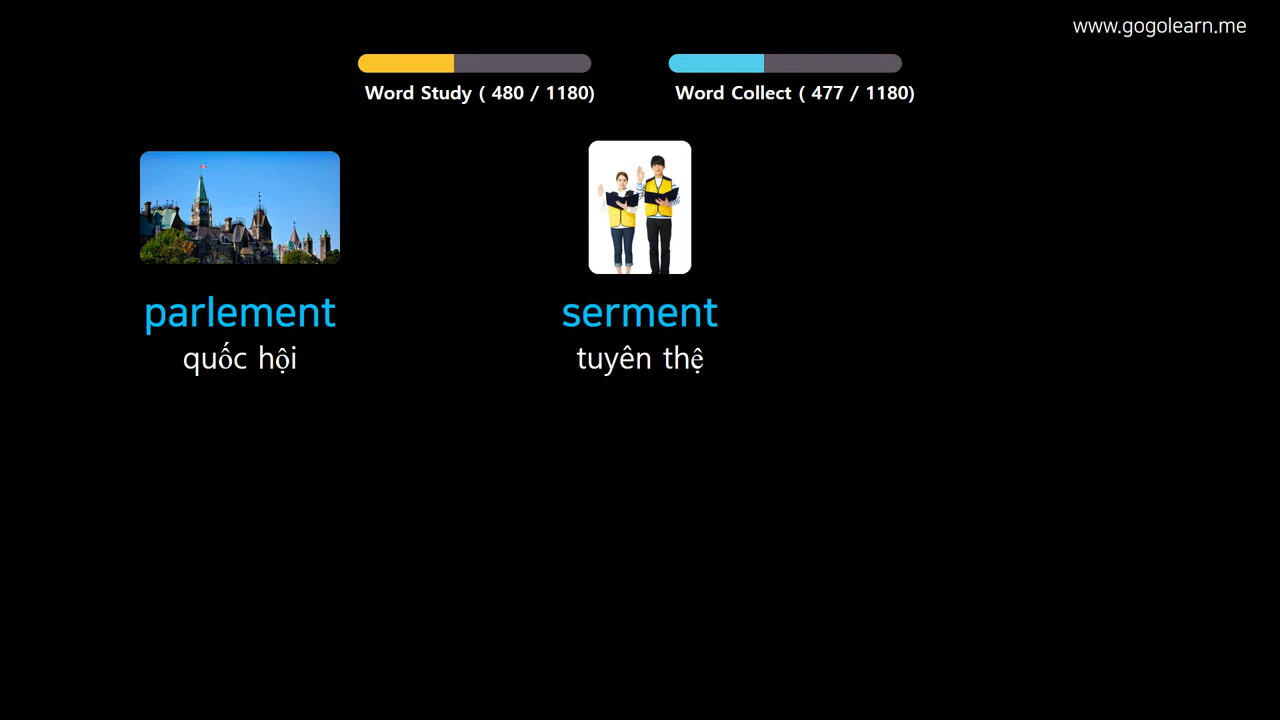 www.gogolearn.me
Word Study ( 480 / 1180)
Word Collect ( 477 / 1180)
parlement
quốc hội
serment
tuyên thệ